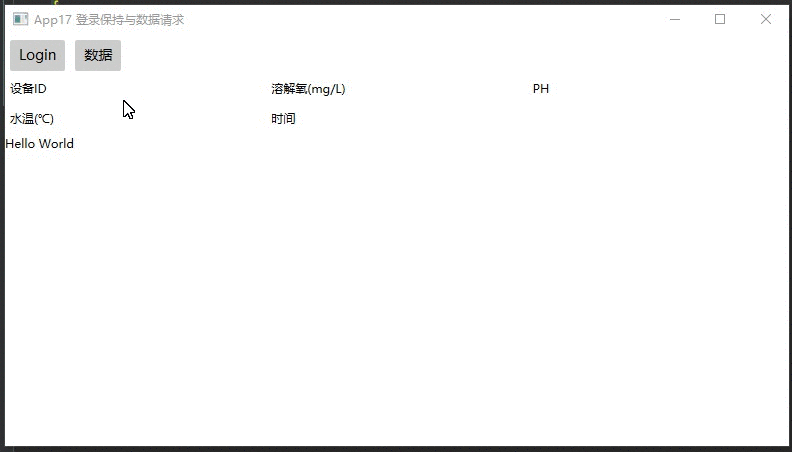 App17 登录保持与数据请求
Login 数据
设备ID 溶解氧(mg/L) PH
水温(℃) 时间
Hello World